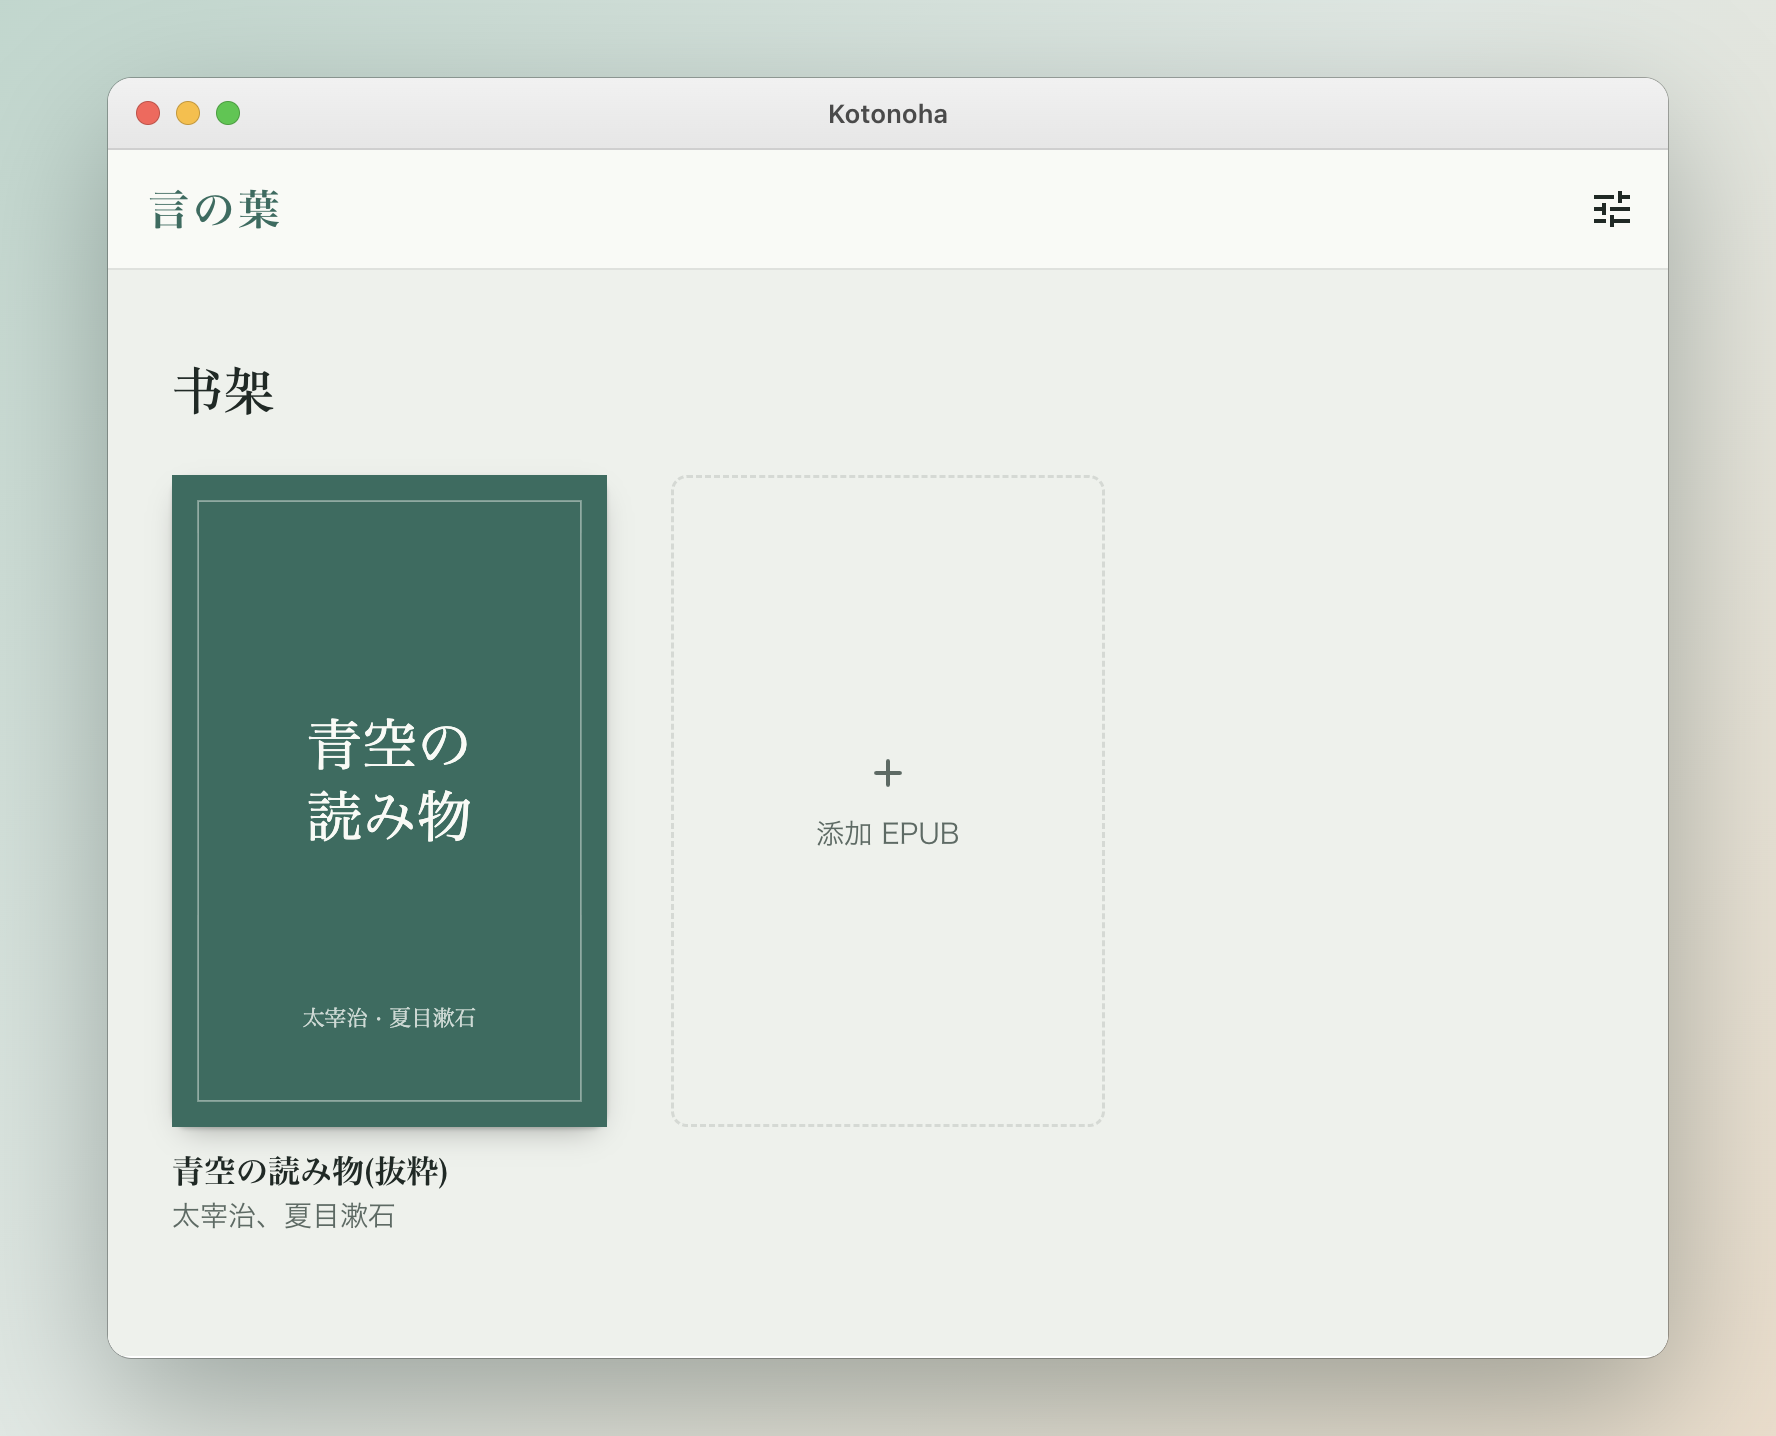 Kotonoha
言の葉
书架
青空の
読み物
太宰治・夏目漱石
添加 EPUB
青空の読み物(抜粋)
太宰治、夏目漱石